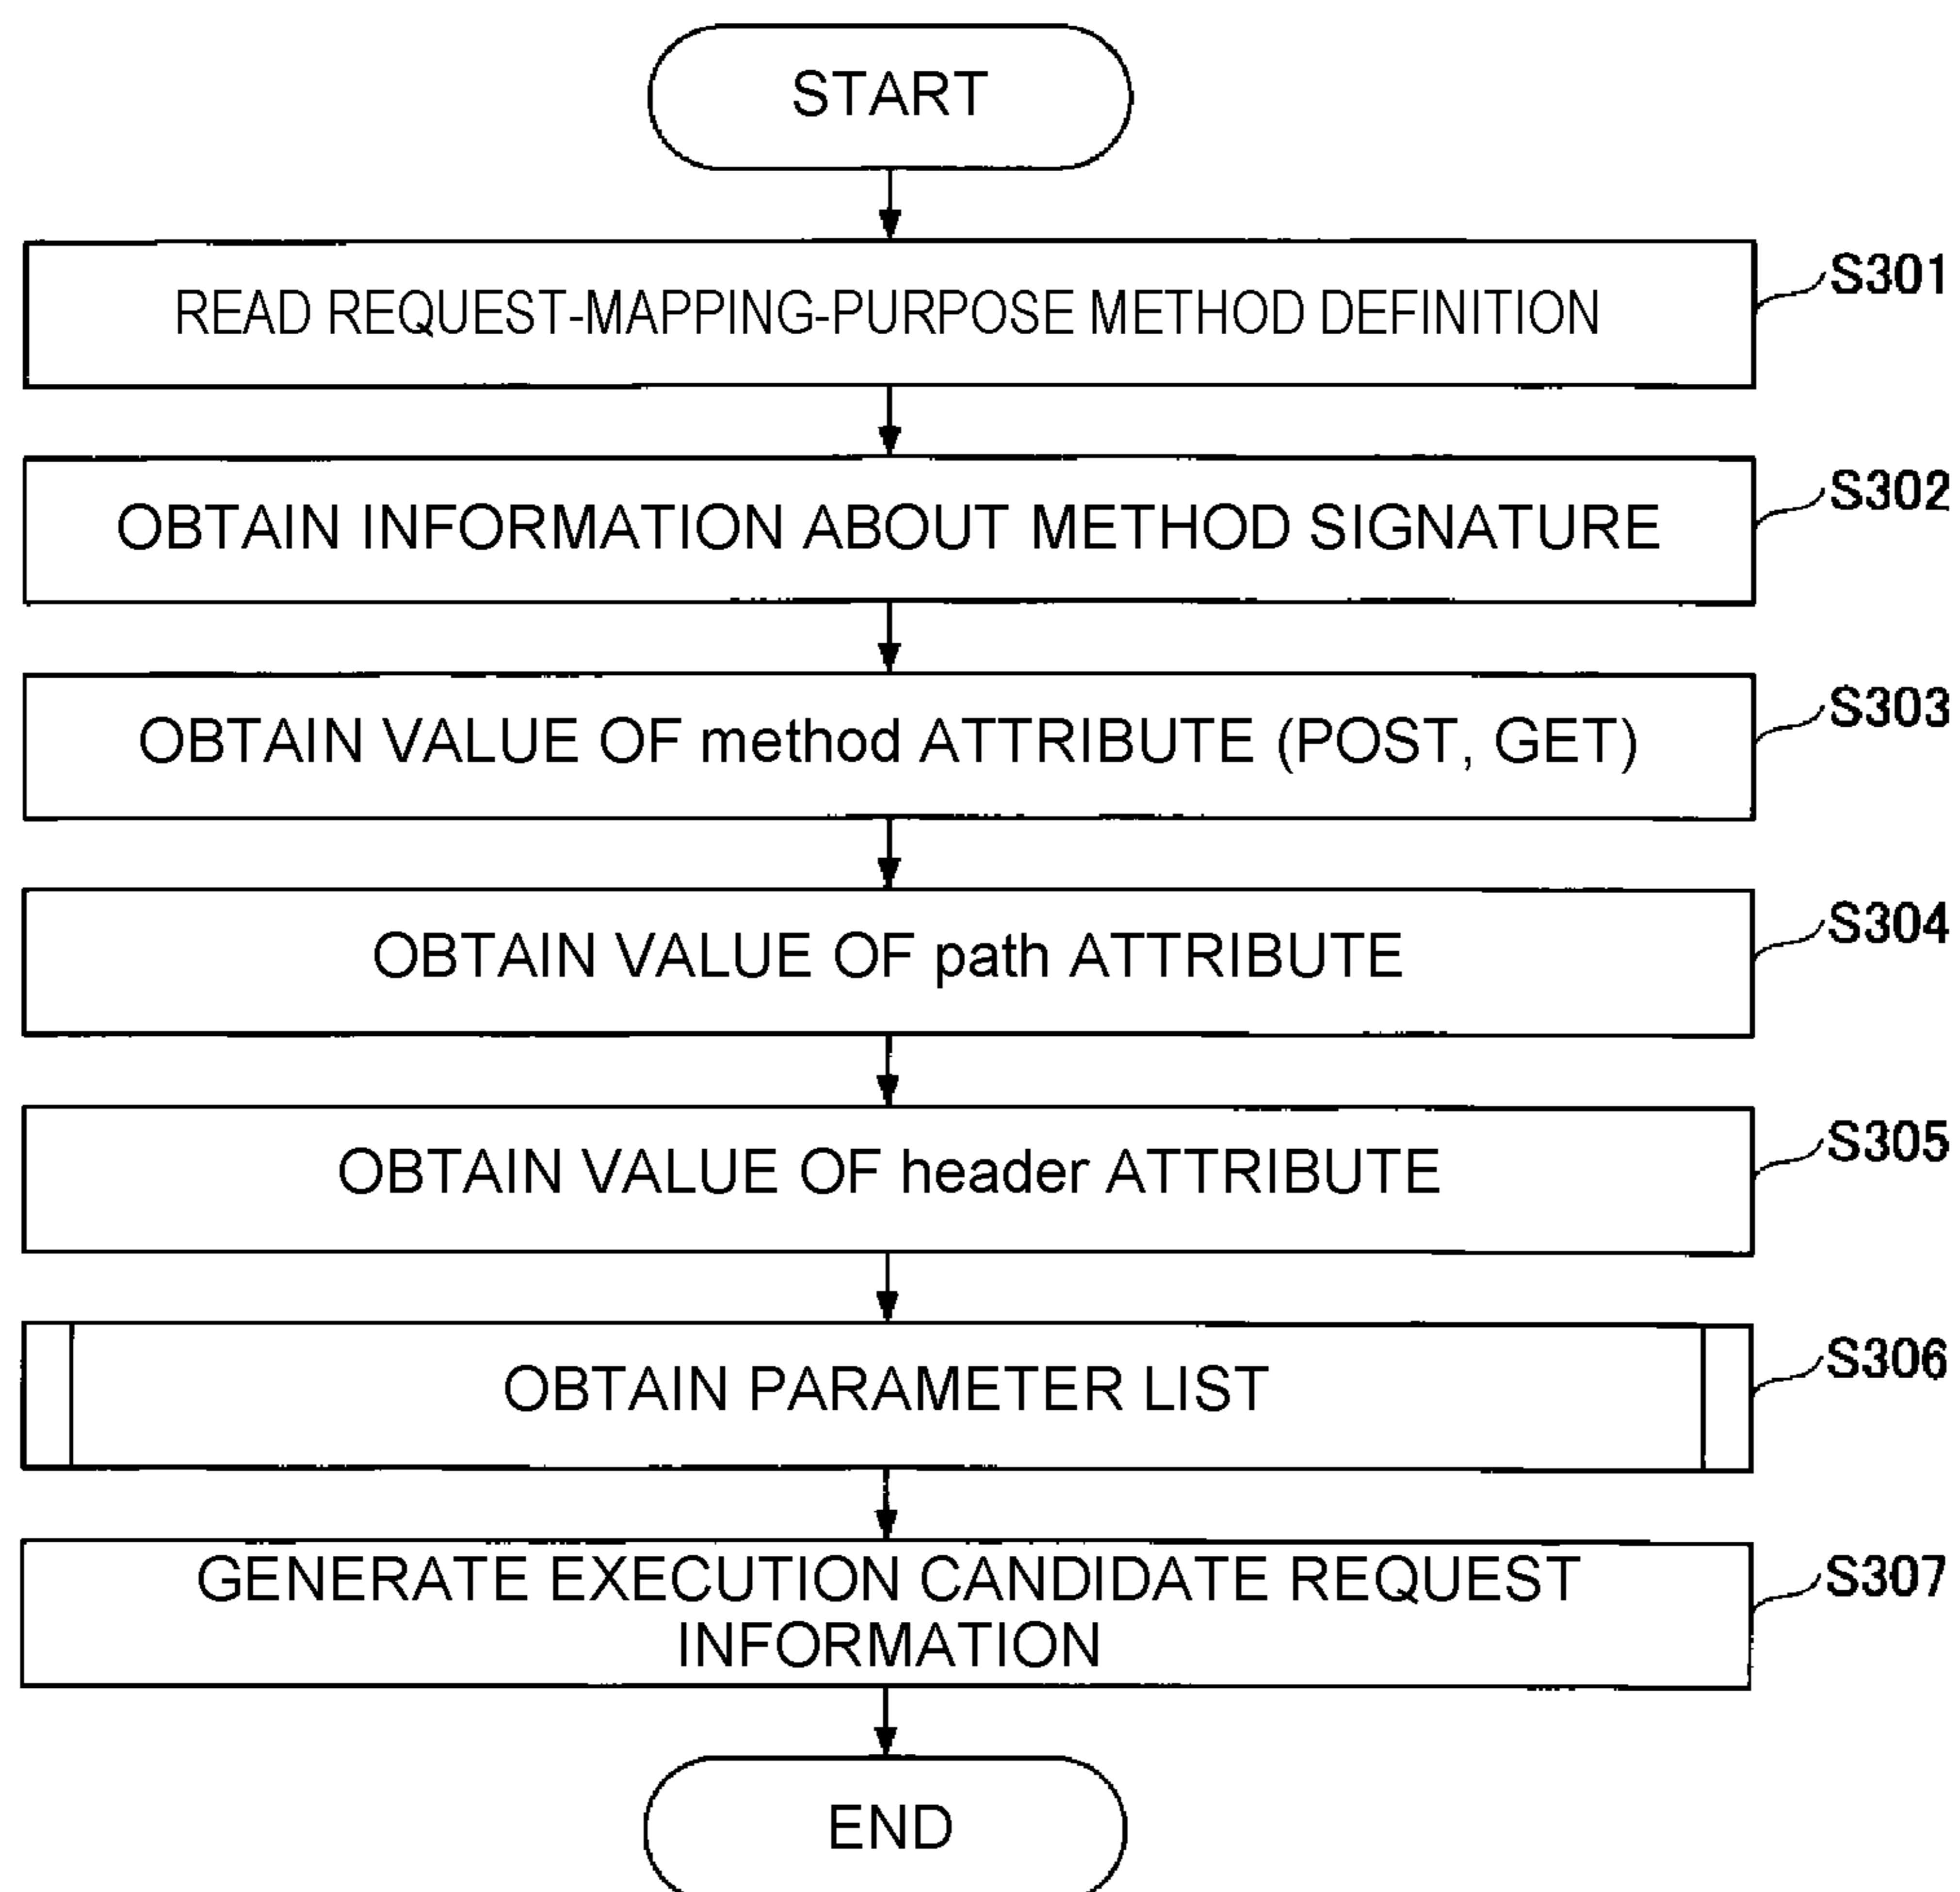 START
READ REQUEST-MAPPING-PURPOSE METHOD DEFINITION
S301
OBTAIN INFORMATION ABOUT METHOD SIGNATURE
S302
OBTAIN VALUE OF method ATTRIBUTE (POST, GET)
S303
OBTAIN VALUE OF path ATTRIBUTE
S304
OBTAIN VALUE OF header ATTRIBUTE
S305
OBTAIN PARAMETER LIST
S306
GENERATE EXECUTION CANDIDATE REQUEST
INFORMATION
S307
END